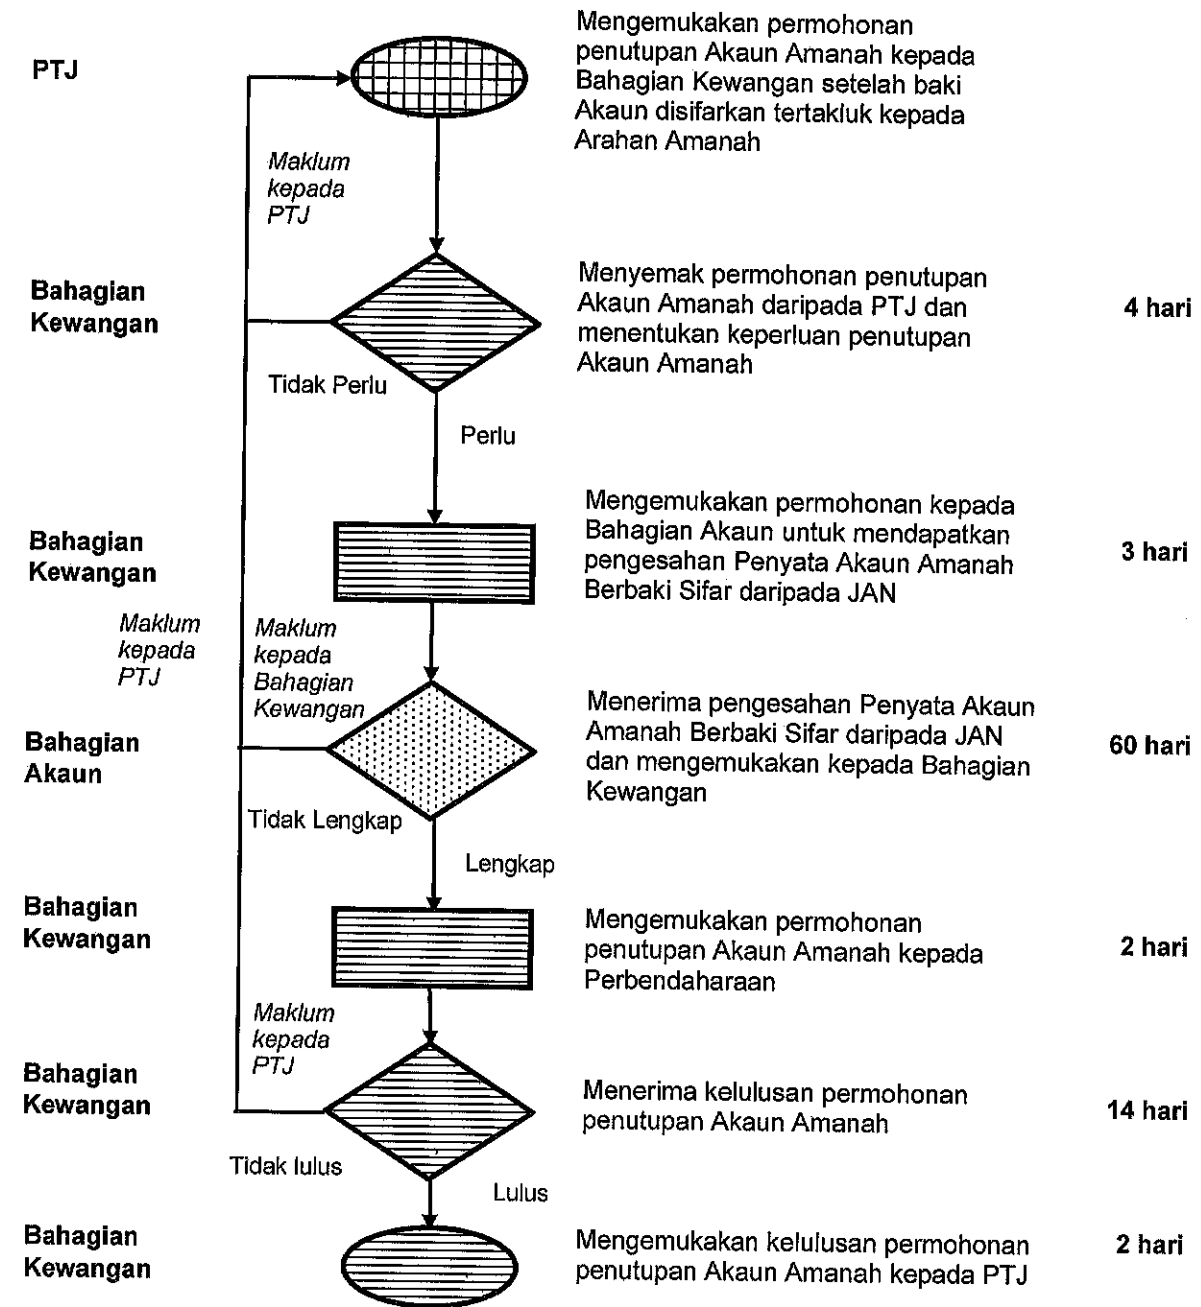 PTJ
Mengemukakan permohonan
penutupan Akaun Amanah kepada
Bahagian Kewangan setelah baki
Akaun disifarkan tertakluk kepada
Arahan Amanah
Maklum
kepada
PTJ
Bahagian
Kewangan
Menyemak permohonan penutupan
Akaun Amanah daripada PTJ dan
menentukan keperluan penutupan
Akaun Amanah
4 hari
Tidak Perlu
Perlu
Bahagian
Kewangan
Mengemukakan permohonan kepada
Bahagian Akaun untuk mendapatkan
pengesahan Penyata Akaun Amanah
Berbaki Sifar daripada JAN
3 hari
Maklum
kepada
PTJ
Maklum
kepada
Bahagian
Kewangan
Bahagian
Akaun
Menerima pengesahan Penyata Akaun
Amanah Berbaki Sifar daripada JAN
dan mengemukakan kepada Bahagian
Kewangan
60 hari
Tidak Lengkap
Lengkap
Bahagian
Kewangan
Mengemukakan permohonan
penutupan Akaun Amanah kepada
Perbendaharaan
2 hari
Maklum
kepada
PTJ
Bahagian
Kewangan
Menerima kelulusan permohonan
penutupan Akaun Amanah
14 hari
Tidak lulus
Lulus
Bahagian
Kewangan
Mengemukakan kelulusan permohonan
penutupan Akaun Amanah kepada PTJ
2 hari